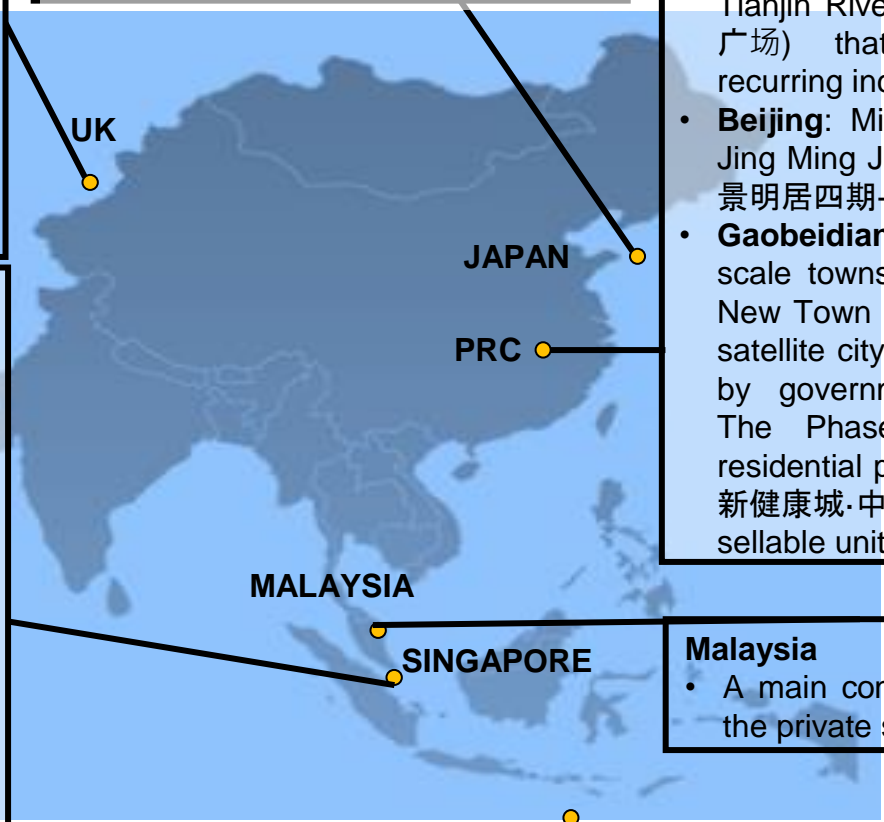 UK
JAPAN
PRC
MALAYSIA
SINGAPORE
Tianjin Rive
广场) that
recurring inc
• Beijing: Mi
Jing Ming J
景明居四期-
• Gaobeidian
scale towns
New Town
satellite city
by governm
The Phase
residential p
新健康城·中
sellable unit
Malaysia
• A main con
the private s